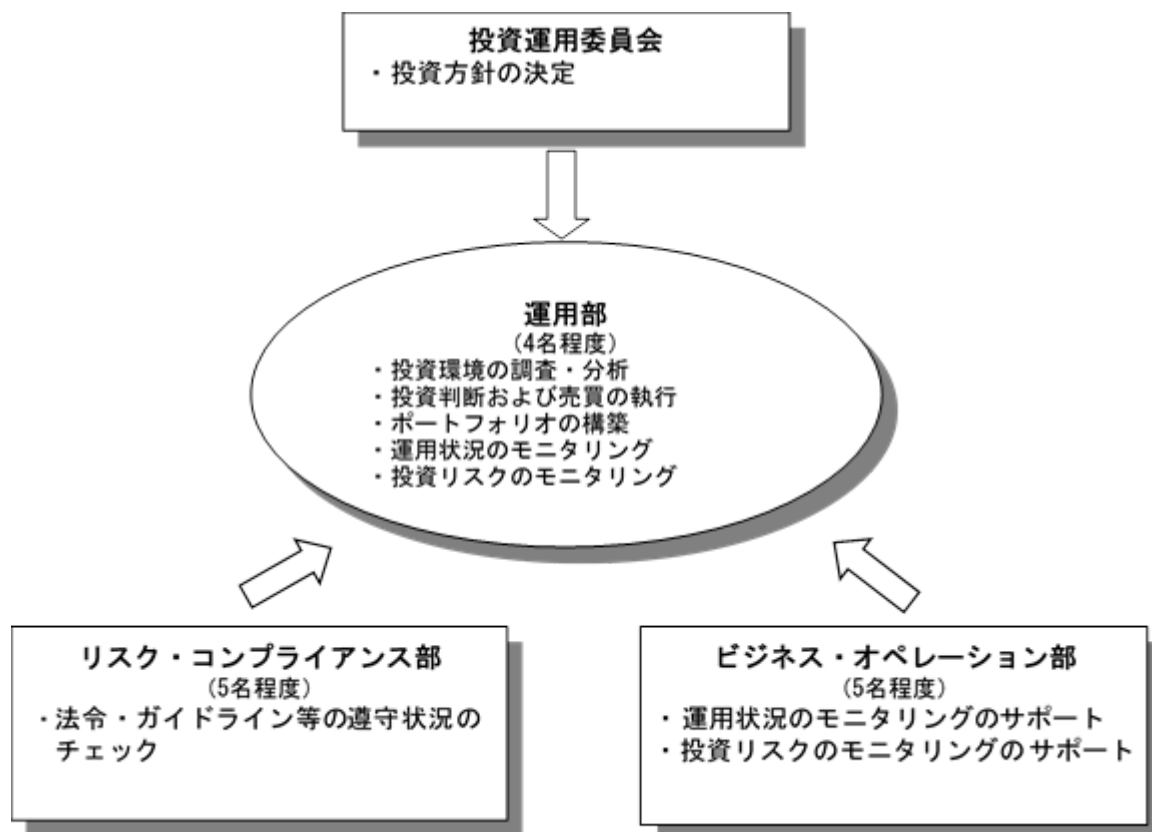 投資運用委員会
・投資方針の決定
運用部
(4名程度)
・投資環境の調査・分析
・投資判断および売買の執行
・ポートフォリオの構築
・運用状況のモニタリング
・投資リスクのモニタリング
リスク・コンプライアンス部
(5名程度)
・法令・ガイドライン等の遵守状況の
チェック
ビジネス・オペレーション部
(5名程度)
・運用状況のモニタリングのサポート
・投資リスクのモニタリングのサポート